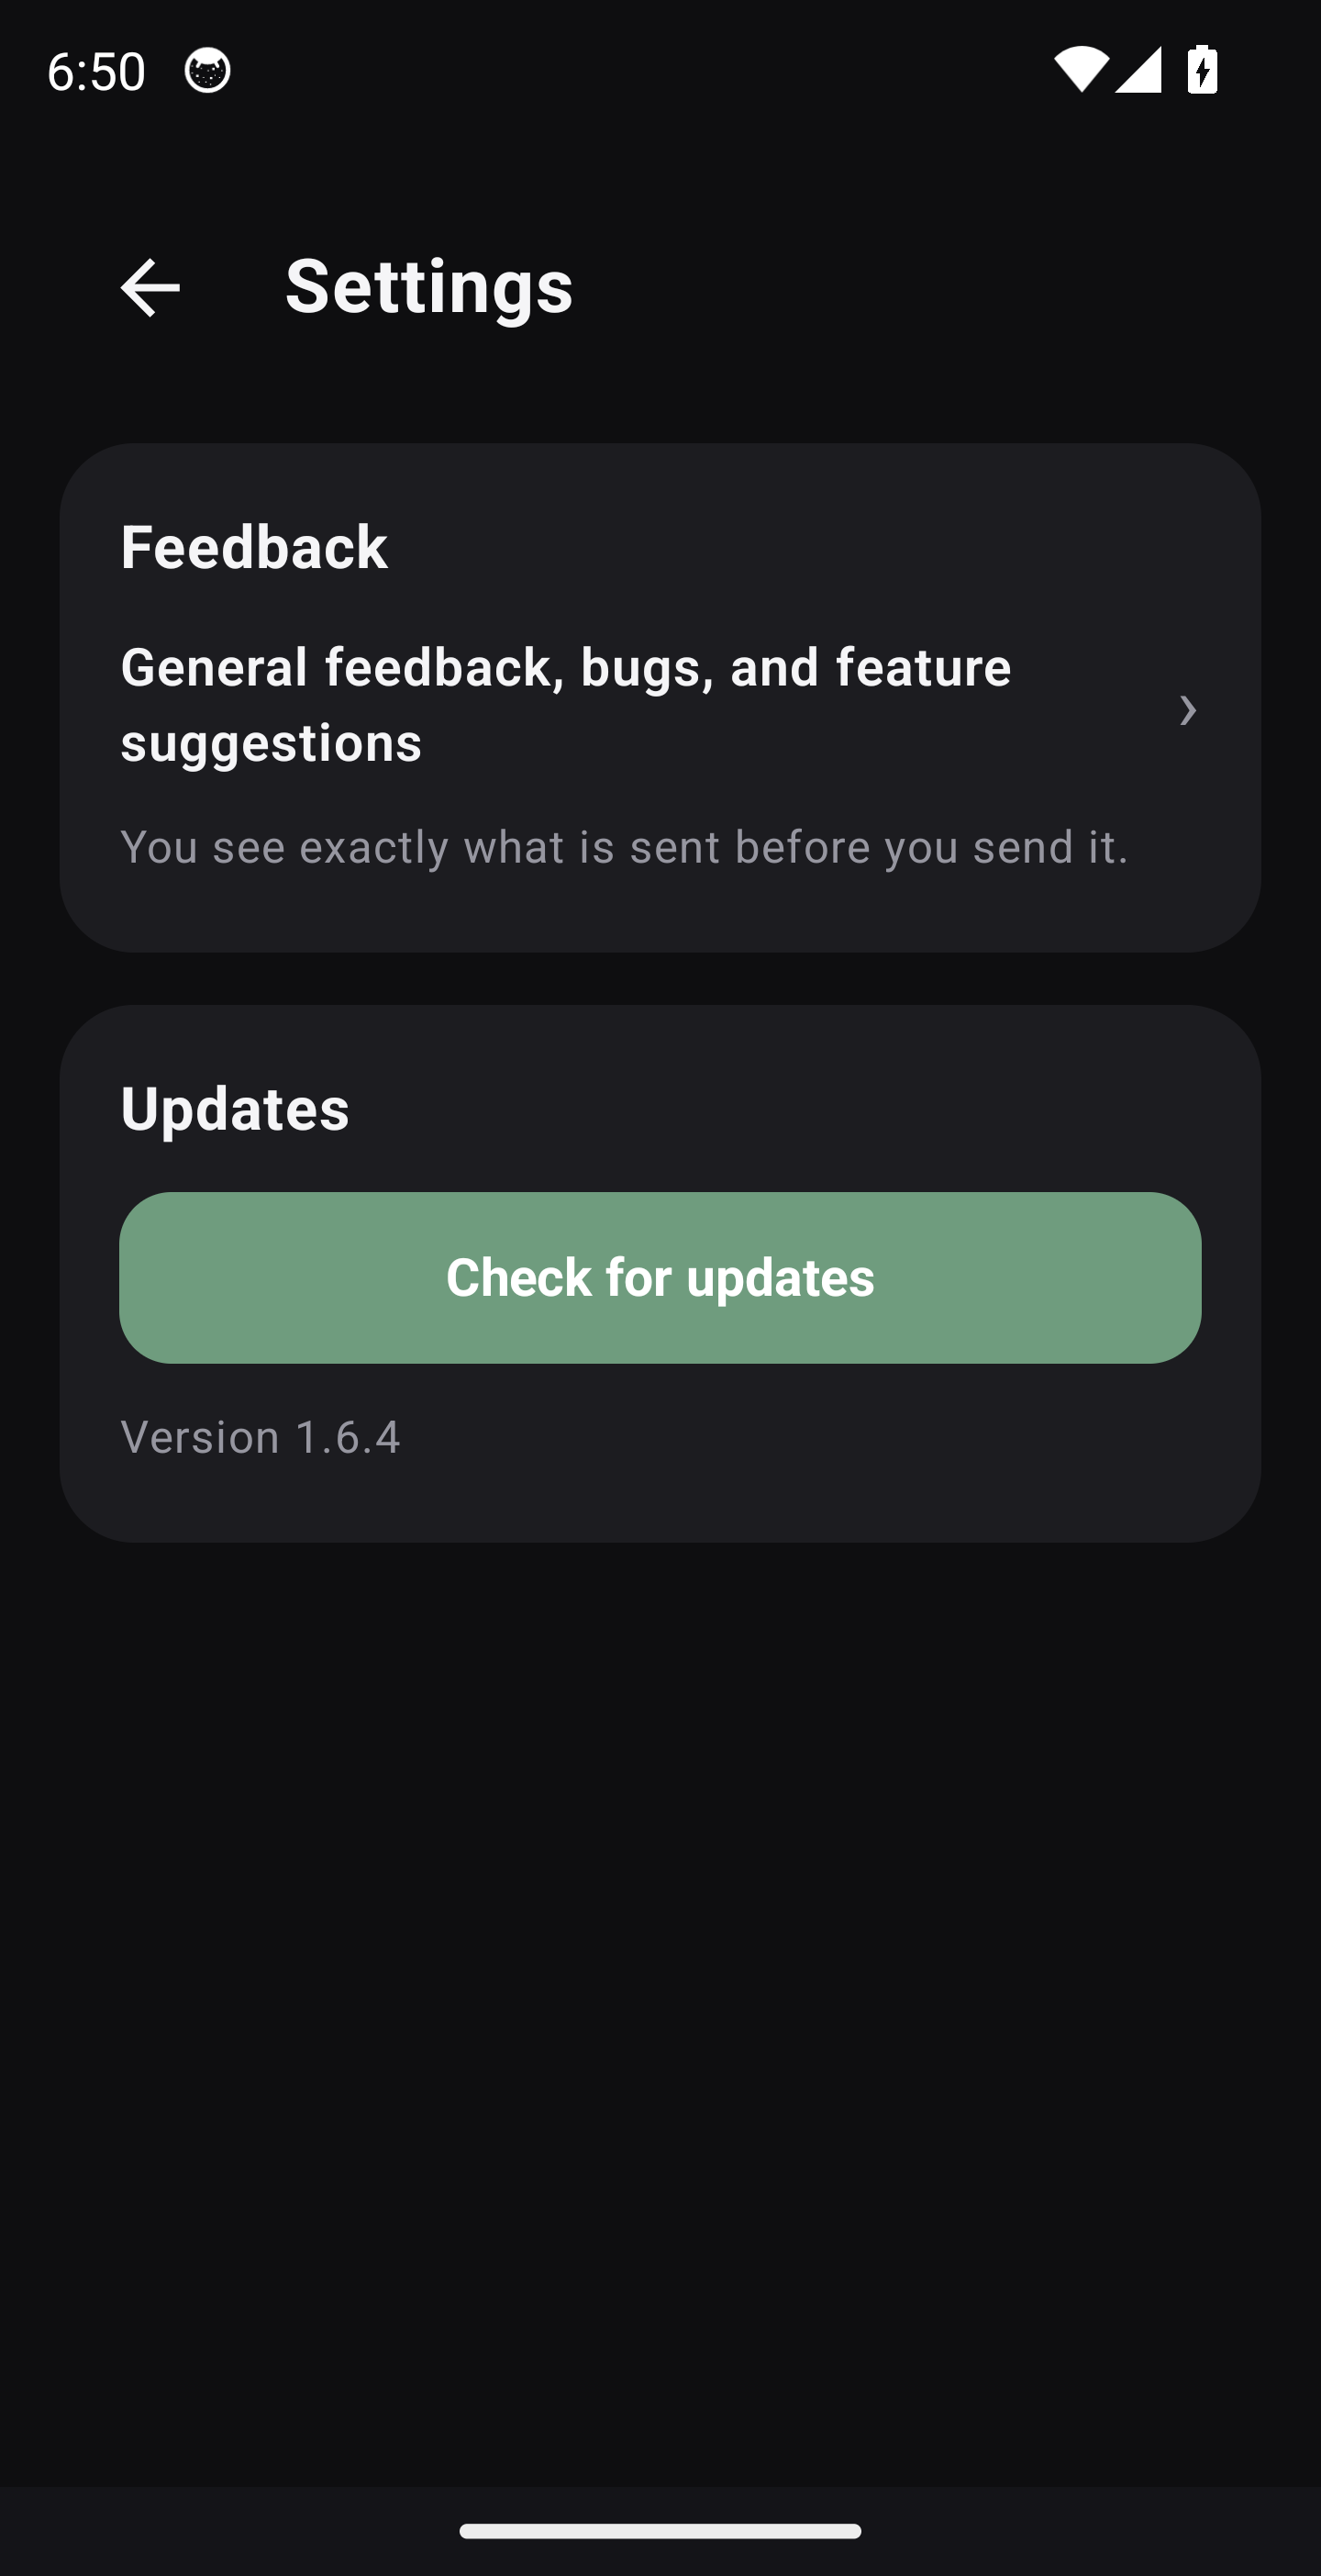 6:50
Settings
Feedback
General feedback, bugs, and feature
suggestions
›
You see exactly what is sent before you send it.
Updates
Check for updates
Version 1.6.4